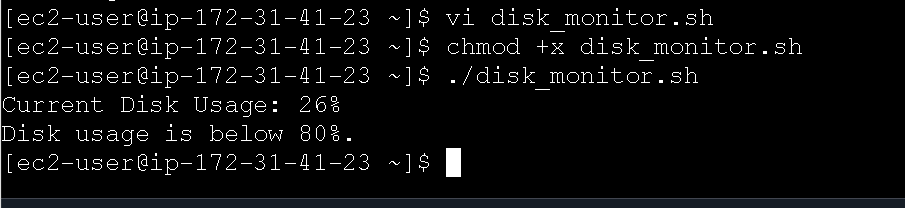 [ec2-user@ip-172-31-41-23 ~]$ vi disk_monitor.sh
[ec2-user@ip-172-31-41-23 ~]$ chmod +x disk_monitor.sh
[ec2-user@ip-172-31-41-23 ~]$ ./disk_monitor.sh
Current Disk Usage: 26%
Disk usage is below 80%.
[ec2-user@ip-172-31-41-23 ~]$